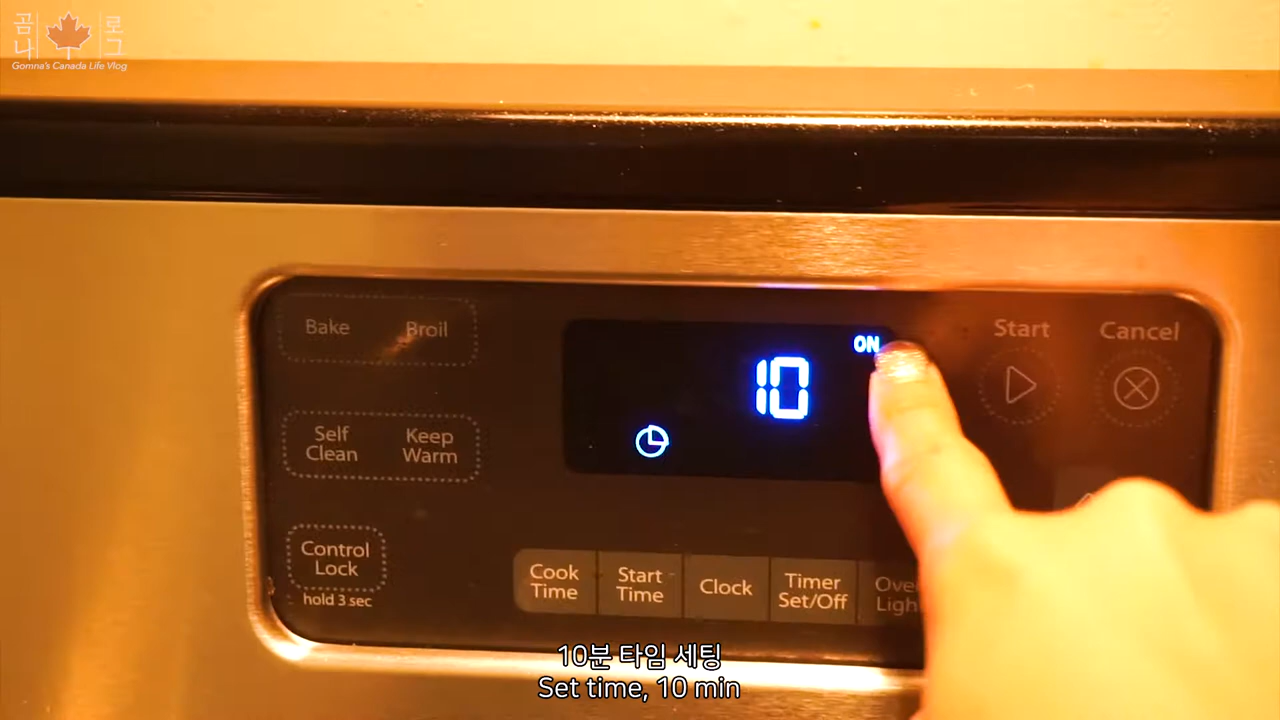 곰 로
나 그
Gomna's Canada Life Vlog
Bake Broil
ON
10
Start Cancel
Self Clean
Keep Warm
Control Lock
hold 3 sec
Cook Time
Start Time
Clock
Timer Set/Off
10분 타임 세팅
Set time, 10 min